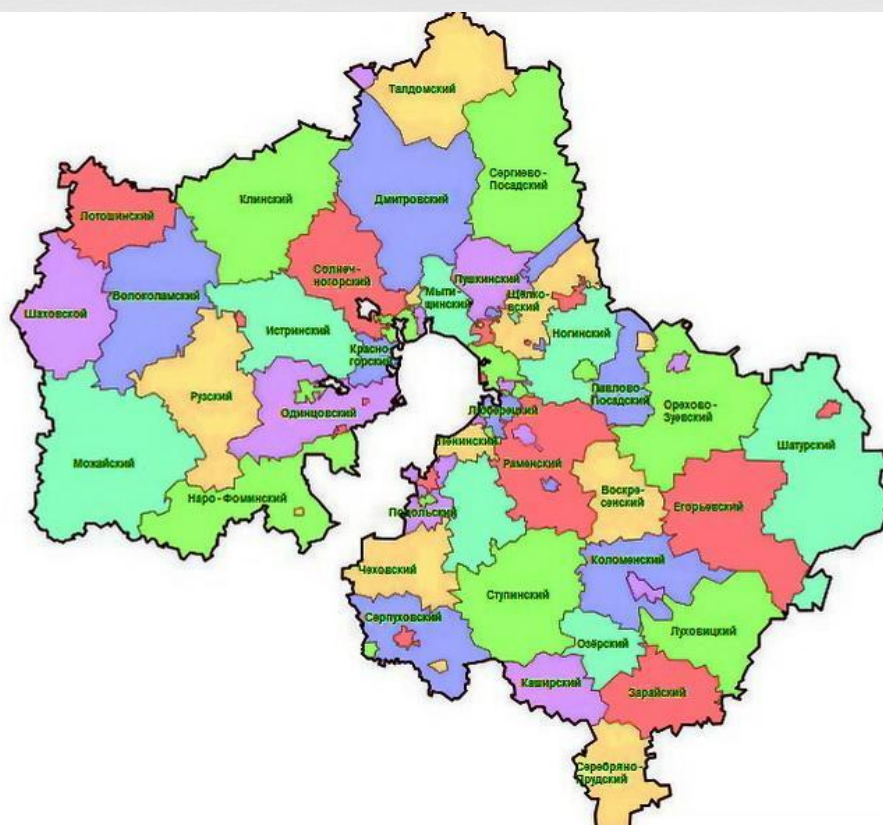 Талдомский
Сергиево-
Посадский
Клинский
Дмитровский
Лотошинский
Солнеч-
ногорский
Пушкинский
Мыти-
щинский
Щёлко-
вский
Волоколамский
Шаховской
Истринский
Ногинский
Красно-
горский
Павлово-
Посадский
Рузский
Одинцовский
Люберецкий
Орехово-
Зуевский
Ленинский
Шатурский
Можайский
Раменский
Наро-Фоминский
Воскре-
сенский
Егорьевский
Подольский
Коломенский
Чеховский
Ступинский
Серпуховский
Луховицкий
Озёрский
Каширский
Зарайский
Серебряно-
Прудский